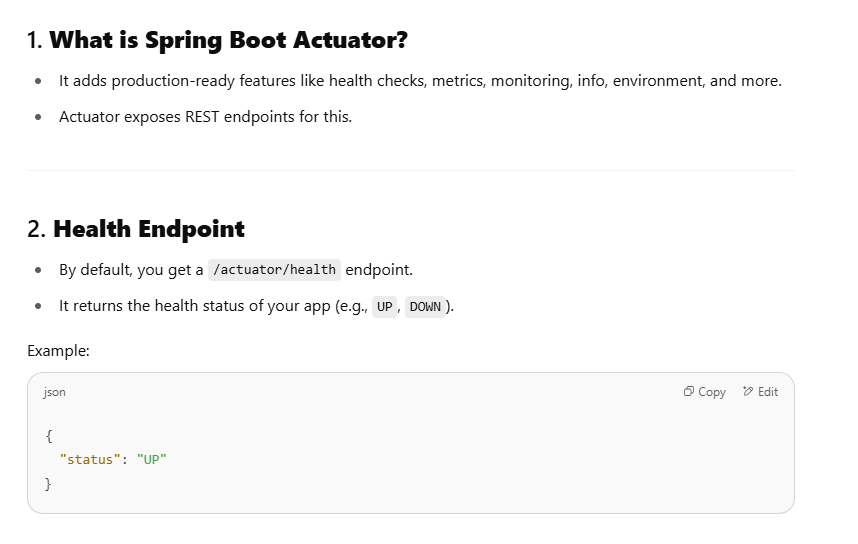 1. What is Spring Boot Actuator?
• It adds production-ready features like health checks, metrics, monitoring, info, environment, and more.
• Actuator exposes REST endpoints for this.
2. Health Endpoint
• By default, you get a /actuator/health endpoint.
• It returns the health status of your app (e.g., UP, DOWN).
Example:
json Copy Edit
{
  "status": "UP"
}